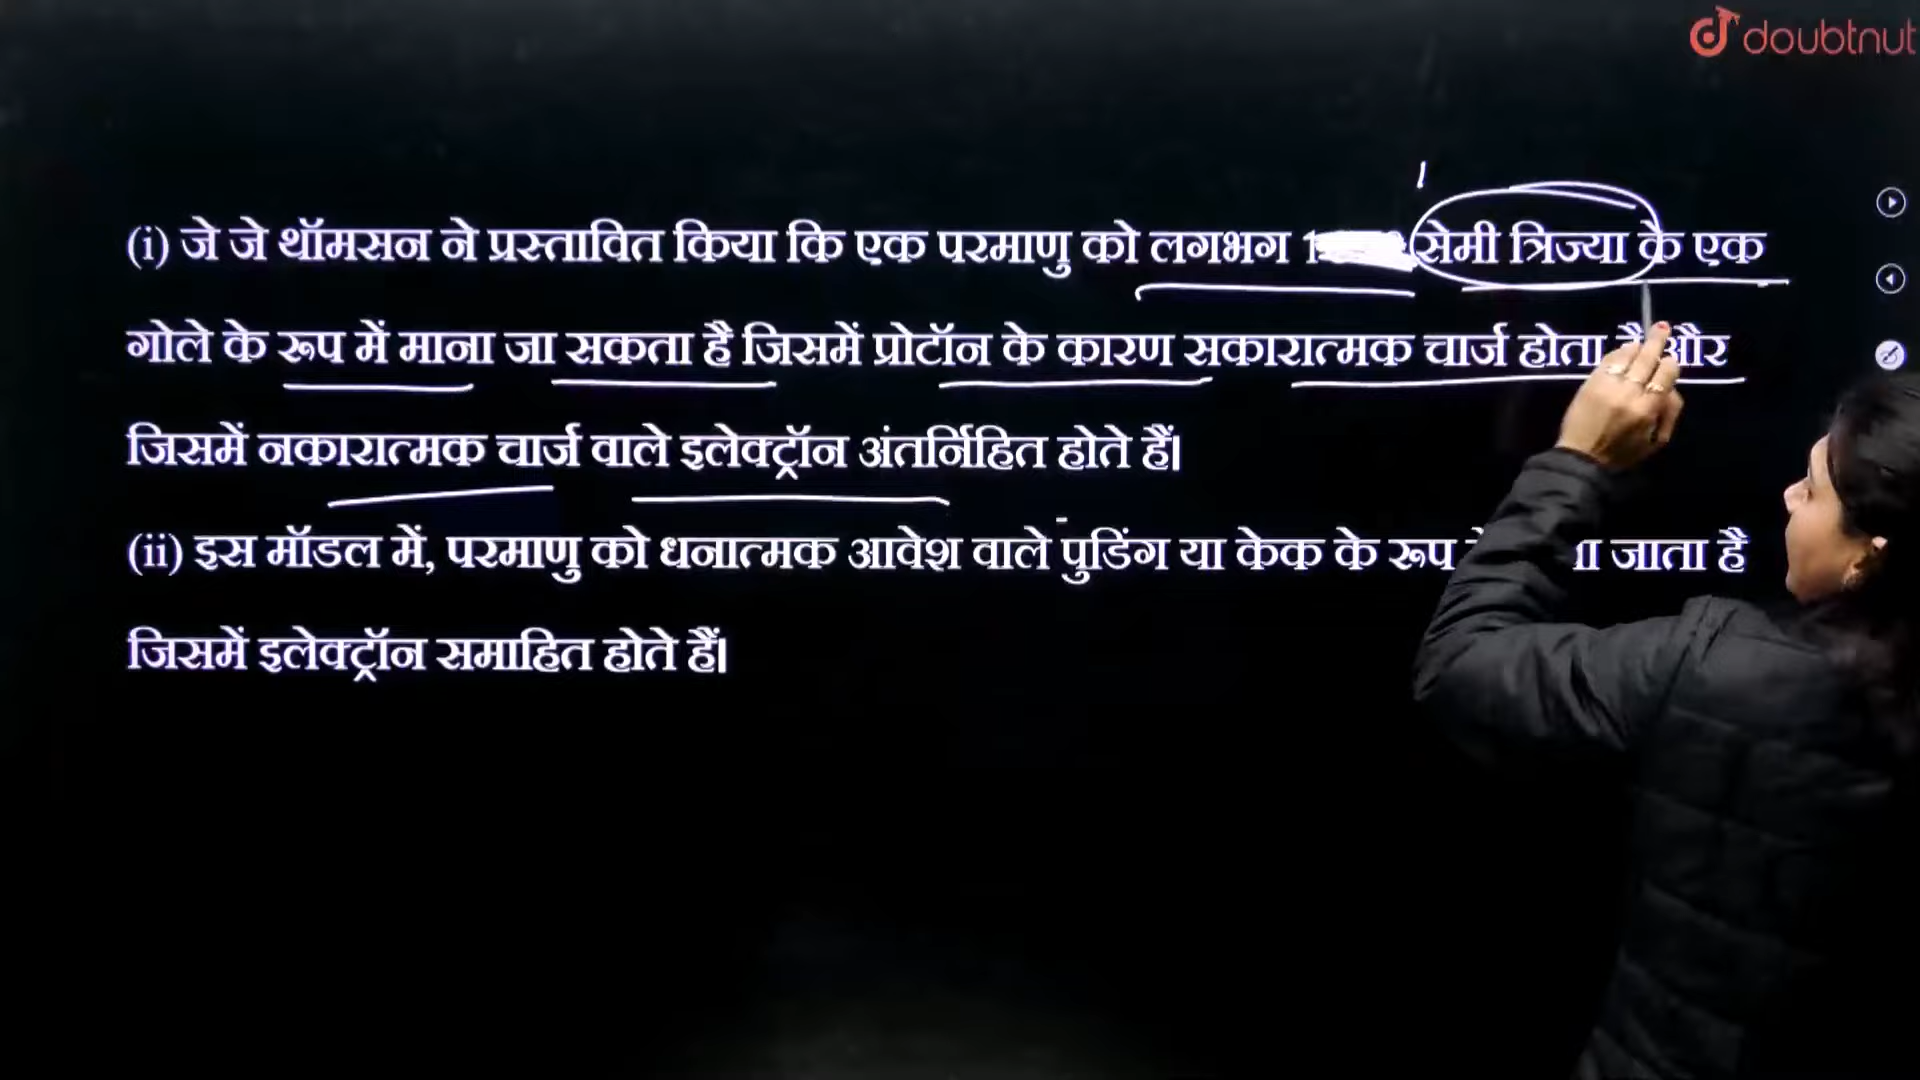 doubtnut
(i) जे जे थॉमसन ने प्रस्तावित किया कि एक परमाणु को लगभग सेमी त्रिज्या के एक
गोले के रूप में माना जा सकता है जिसमें प्रोटॉन के कारण सकारात्मक चार्ज होता है और
जिसमें नकारात्मक चार्ज वाले इलेक्ट्रॉन अंतर्निहित होते हैं।
(ii) इस मॉडल में, परमाणु को धनात्मक आवेश वाले पुडिंग या केक के रूप जाता है
जिसमें इलेक्ट्रॉन समाहित होते हैं।